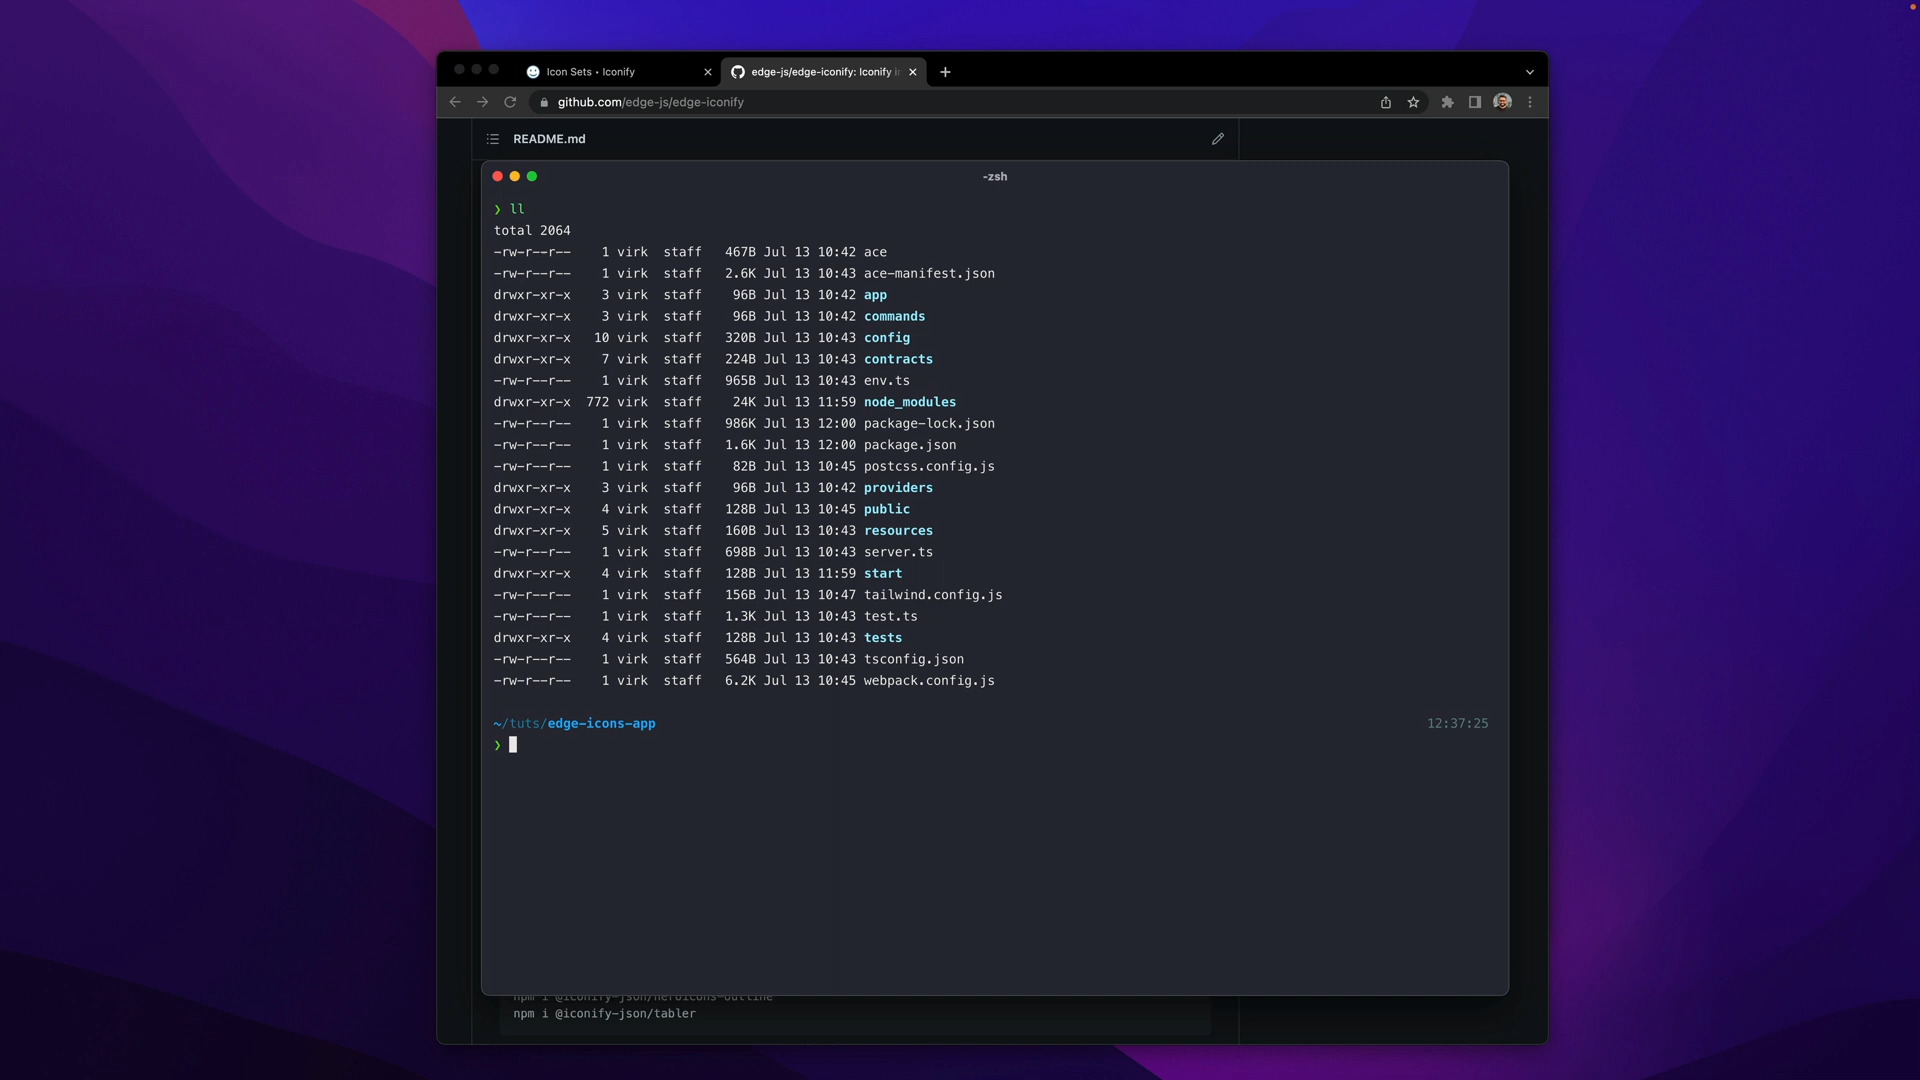 Icon Sets • Iconify
edge-js/edge-iconify: Iconify i
github.com/edge-js/edge-iconify
README.md
-zsh
❯ ll
total 2064
-rw-r--r--    1 virk  staff   467B Jul 13 10:42 ace
-rw-r--r--    1 virk  staff   2.6K Jul 13 10:43 ace-manifest.json
drwxr-xr-x    3 virk  staff    96B Jul 13 10:42 app
drwxr-xr-x    3 virk  staff    96B Jul 13 10:42 commands
drwxr-xr-x   10 virk  staff   320B Jul 13 10:43 config
drwxr-xr-x    7 virk  staff   224B Jul 13 10:43 contracts
-rw-r--r--    1 virk  staff   965B Jul 13 10:43 env.ts
drwxr-xr-x  772 virk  staff    24K Jul 13 11:59 node_modules
-rw-r--r--    1 virk  staff   986K Jul 13 12:00 package-lock.json
-rw-r--r--    1 virk  staff   1.6K Jul 13 12:00 package.json
-rw-r--r--    1 virk  staff    82B Jul 13 10:45 postcss.config.js
drwxr-xr-x    3 virk  staff    96B Jul 13 10:42 providers
drwxr-xr-x    4 virk  staff   128B Jul 13 10:45 public
drwxr-xr-x    5 virk  staff   160B Jul 13 10:43 resources
-rw-r--r--    1 virk  staff   698B Jul 13 10:43 server.ts
drwxr-xr-x    4 virk  staff   128B Jul 13 11:59 start
-rw-r--r--    1 virk  staff   156B Jul 13 10:47 tailwind.config.js
-rw-r--r--    1 virk  staff   1.3K Jul 13 10:43 test.ts
drwxr-xr-x    4 virk  staff   128B Jul 13 10:43 tests
-rw-r--r--    1 virk  staff   564B Jul 13 10:43 tsconfig.json
-rw-r--r--    1 virk  staff   6.2K Jul 13 10:45 webpack.config.js
~/tuts/edge-icons-app 12:37:25
❯
npm i @iconify-json/heroicons-outline
npm i @iconify-json/tabler